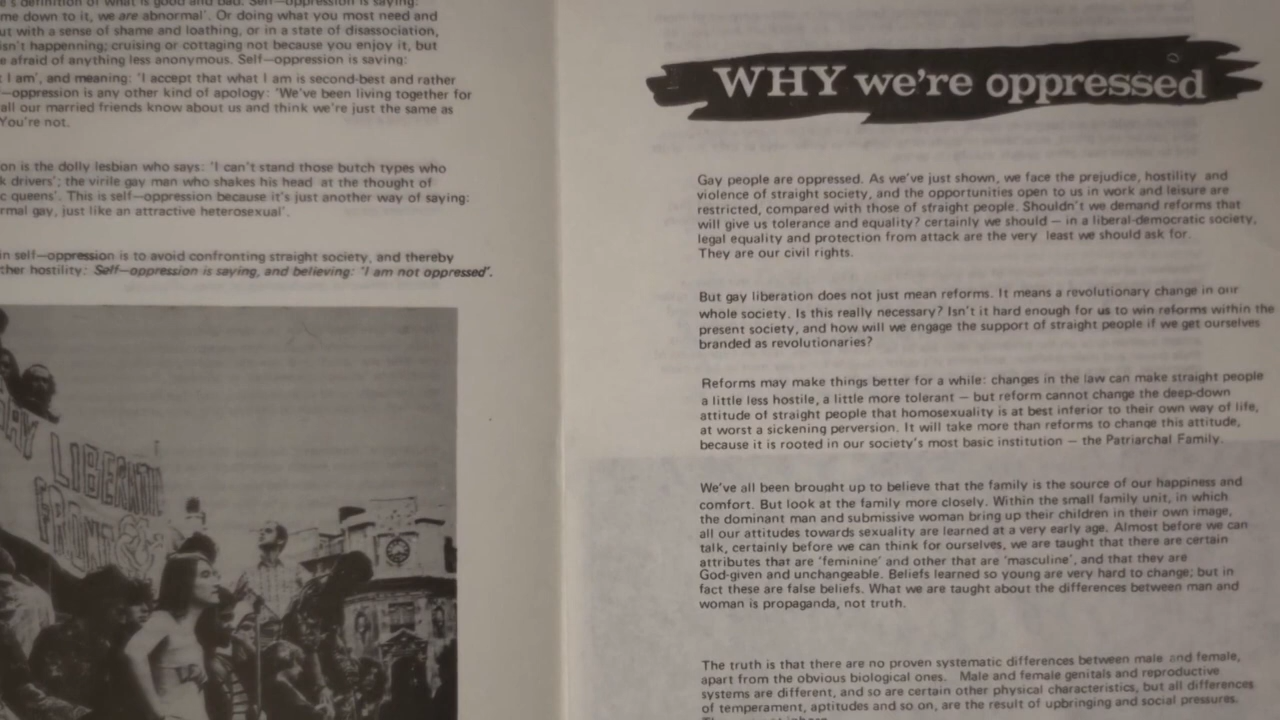 me down to it, we are abnormal'. Or doing what you most need and
ut with a sense of shame and loathing, or in a state of disassociation,
isn't happenning; cruising or cottaging not because you enjoy it, but
e afraid of anything less anonymous. Self—oppression is saying:
I am', and meaning: 'I accept that what I am is second-best and rather
—oppression is any other kind of apology: 'We've been living together for
all our married friends know about us and think we're just the same as
You're not.
on is the dolly lesbian who says: 'I can't stand those butch types who
k drivers'; the virile gay man who shakes his head at the thought of
c queens'. This is self—oppression because it's just another way of saying:
rmal gay, just like an attractive heterosexual'.
in self—oppression is to avoid confronting straight society, and thereby
ther hostility: Self—oppression is saying, and believing: 'I am not oppressed'.
GAY LIBERATION
FRONT
WHY we're oppressed
Gay people are oppressed. As we've just shown, we face the prejudice, hostility and
violence of straight society, and the opportunities open to us in work and leisure are
restricted, compared with those of straight people. Shouldn't we demand reforms that
will give us tolerance and equality? certainly we should — in a liberal-democratic society,
legal equality and protection from attack are the very least we should ask for.
They are our civil rights.
But gay liberation does not just mean reforms. It means a revolutionary change in our
whole society. Is this really necessary? Isn't it hard enough for us to win reforms within the
present society, and how will we engage the support of straight people if we get ourselves
branded as revolutionaries?
Reforms may make things better for a while: changes in the law can make straight people
a little less hostile, a little more tolerant — but reform cannot change the deep-down
attitude of straight people that homosexuality is at best inferior to their own way of life,
at worst a sickening perversion. It will take more than reforms to change this attitude,
because it is rooted in our society's most basic institution — the Patriarchal Family.
We've all been brought up to believe that the family is the source of our happiness and
comfort. But look at the family more closely. Within the small family unit, in which
the dominant man and submissive woman bring up their children in their own image,
all our attitudes towards sexuality are learned at a very early age. Almost before we can
talk, certainly before we can think for ourselves, we are taught that there are certain
attributes that are 'feminine' and other that are 'masculine', and that they are
God-given and unchangeable. Beliefs learned so young are very hard to change; but in
fact these are false beliefs. What we are taught about the differences between man and
woman is propaganda, not truth.
The truth is that there are no proven systematic differences between male and female,
apart from the obvious biological ones. Male and female genitals and reproductive
systems are different, and so are certain other physical characteristics, but all differences
of temperament, aptitudes and so on, are the result of upbringing and social pressures.